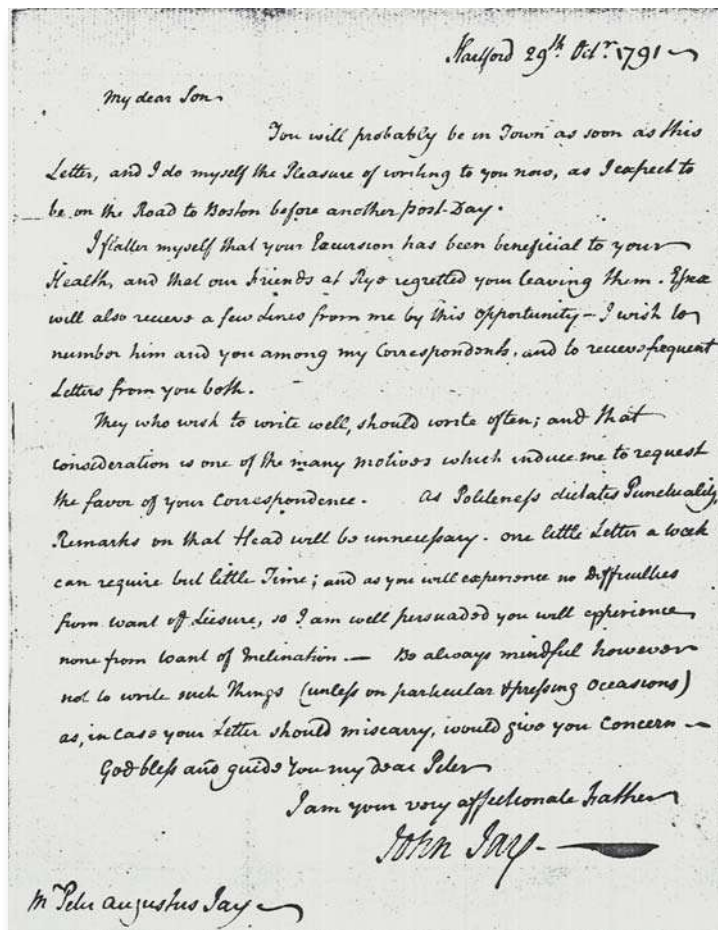 Hartford 29th. Octr. 1791 —
My dear Son
You will probably be in Town as soon as this
Letter, and I do myself the Pleasure of writing to you now, as I expect to
be on the Road to Boston before another post-Day.
I flatter myself that your Excursion has been beneficial to your
Health, and that our Friends at Rye regretted your leaving them.
will also receive a few Lines from me by this opportunity — I wish to
number him and you among my Correspondents, and to receive frequent
Letters from you both.
They who wish to write well, should write often; and that
consideration is one of the many motives which induce me to request
the favor of your Correspondence. As Politeness dictates Punctuality,
Remarks on that Head will be unnecessary. one little Letter a week
can require but little Time; and as you will experience no Difficulties
from want of Leisure, so I am well persuaded you will experience
none from want of Inclination. — Be always mindful however
not to write such Things (unless on particular & pressing occasions)
as, in case your Letter should miscarry, would give you Concern —
God bless and guide You my dear Peter
I am your very affectionate Father
John Jay —
Mr. Peter Augustus Jay